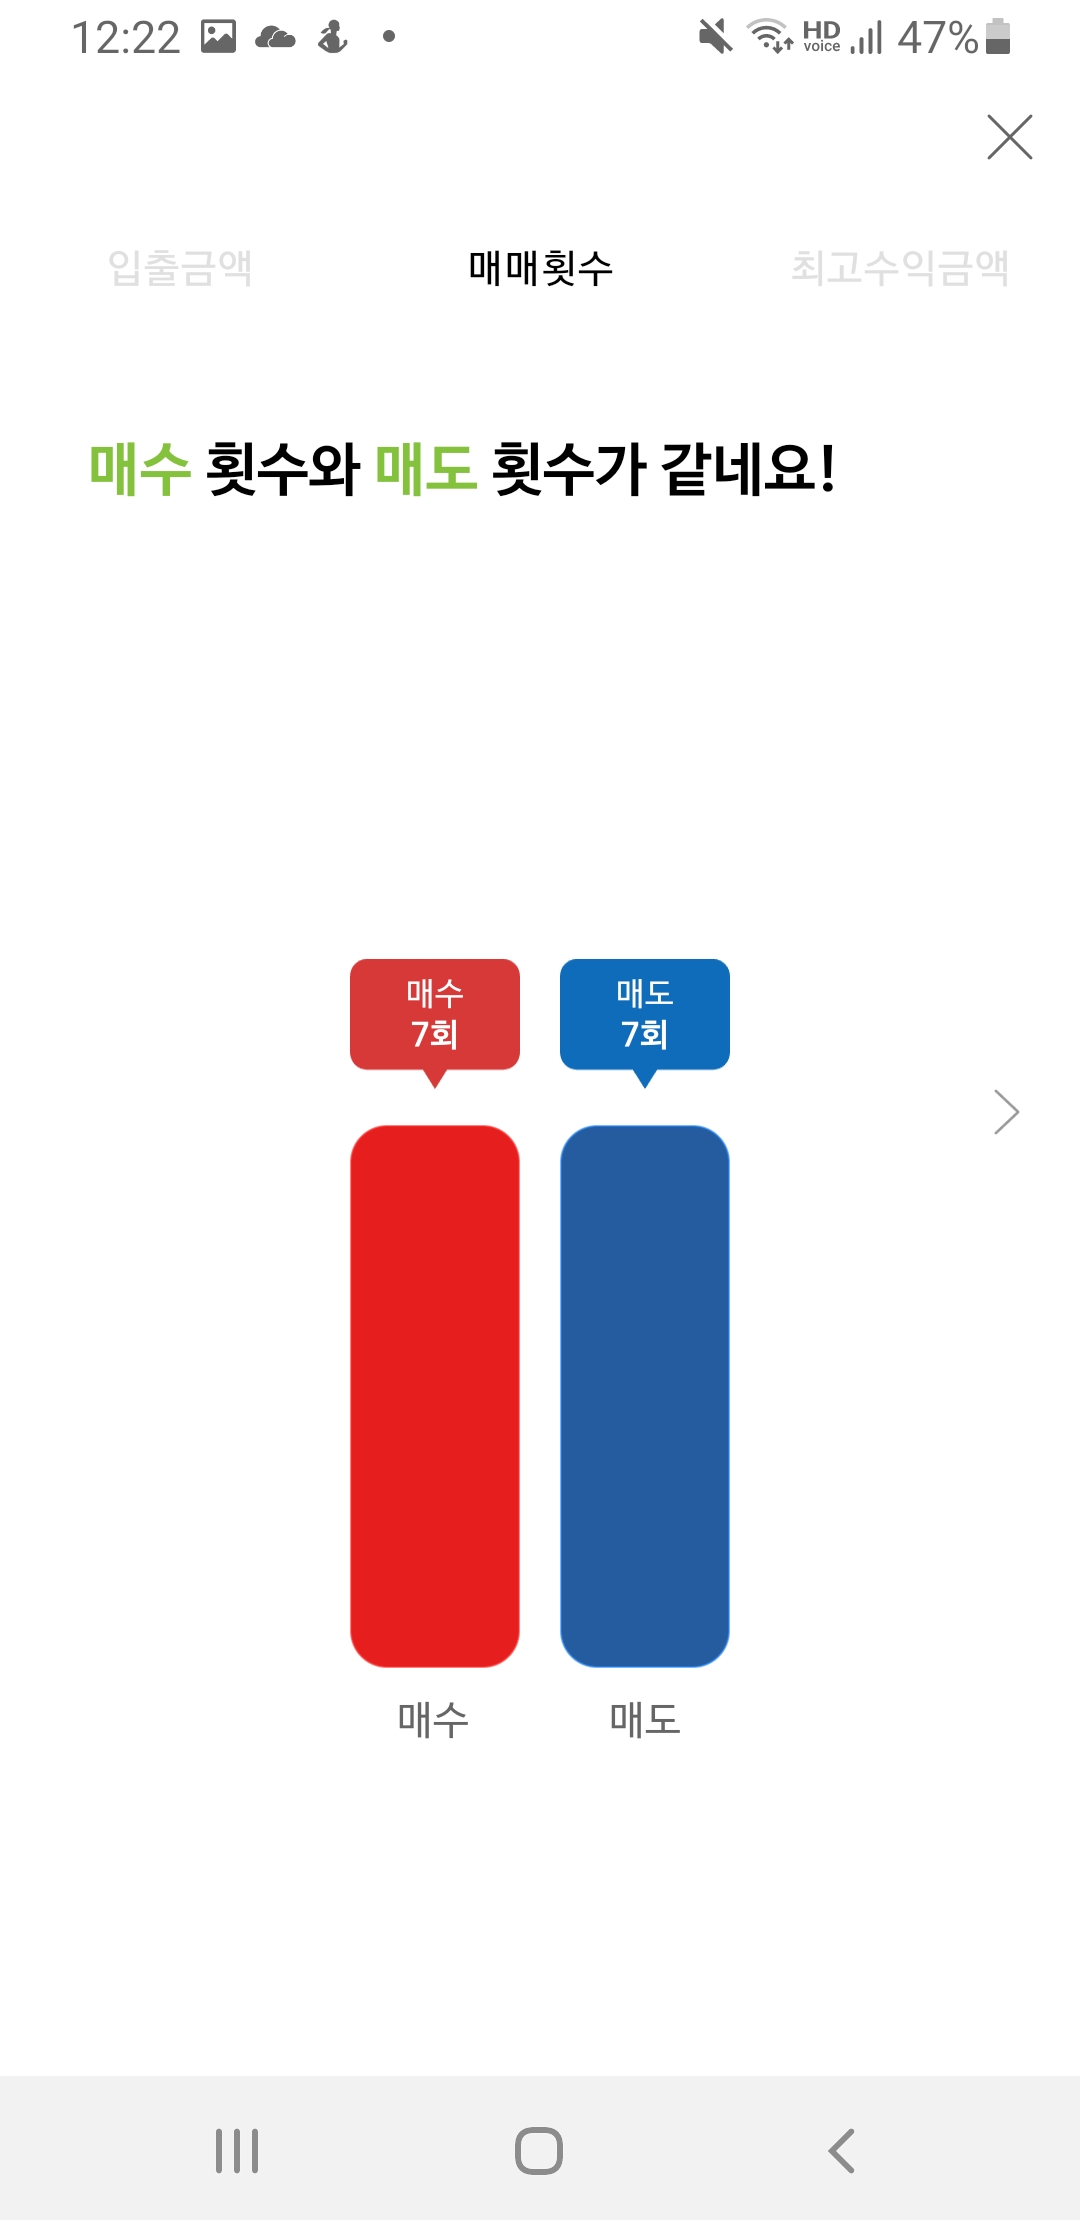 12:22 HD voice 47%
입출금액 매매횟수 최고수익금액
매수 횟수와 매도 횟수가 같네요!
매수 매도
7회 7회
매수 매도